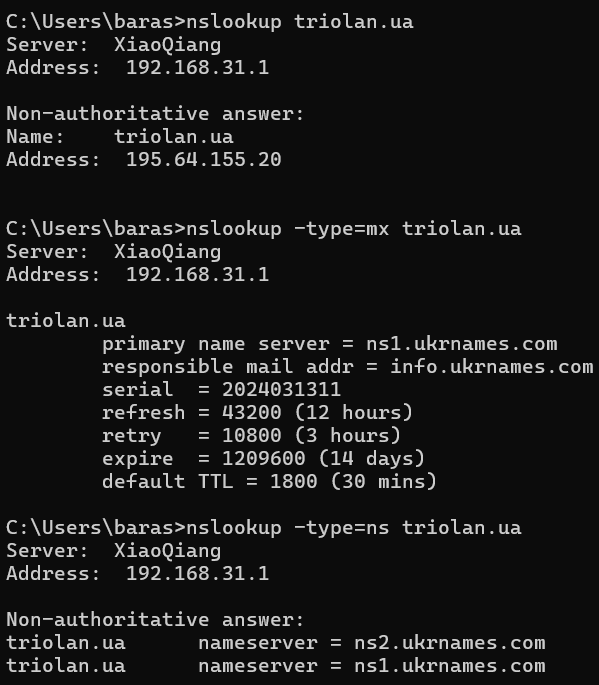 C:\Users\baras>nslookup triolan.ua
Server:  XiaoQiang
Address:  192.168.31.1

Non-authoritative answer:
Name:    triolan.ua
Address:  195.64.155.20


C:\Users\baras>nslookup -type=mx triolan.ua
Server:  XiaoQiang
Address:  192.168.31.1

triolan.ua
        primary name server = ns1.ukrnames.com
        responsible mail addr = info.ukrnames.com
        serial  = 2024031311
        refresh = 43200 (12 hours)
        retry   = 10800 (3 hours)
        expire  = 1209600 (14 days)
        default TTL = 1800 (30 mins)

C:\Users\baras>nslookup -type=ns triolan.ua
Server:  XiaoQiang
Address:  192.168.31.1

Non-authoritative answer:
triolan.ua      nameserver = ns2.ukrnames.com
triolan.ua      nameserver = ns1.ukrnames.com